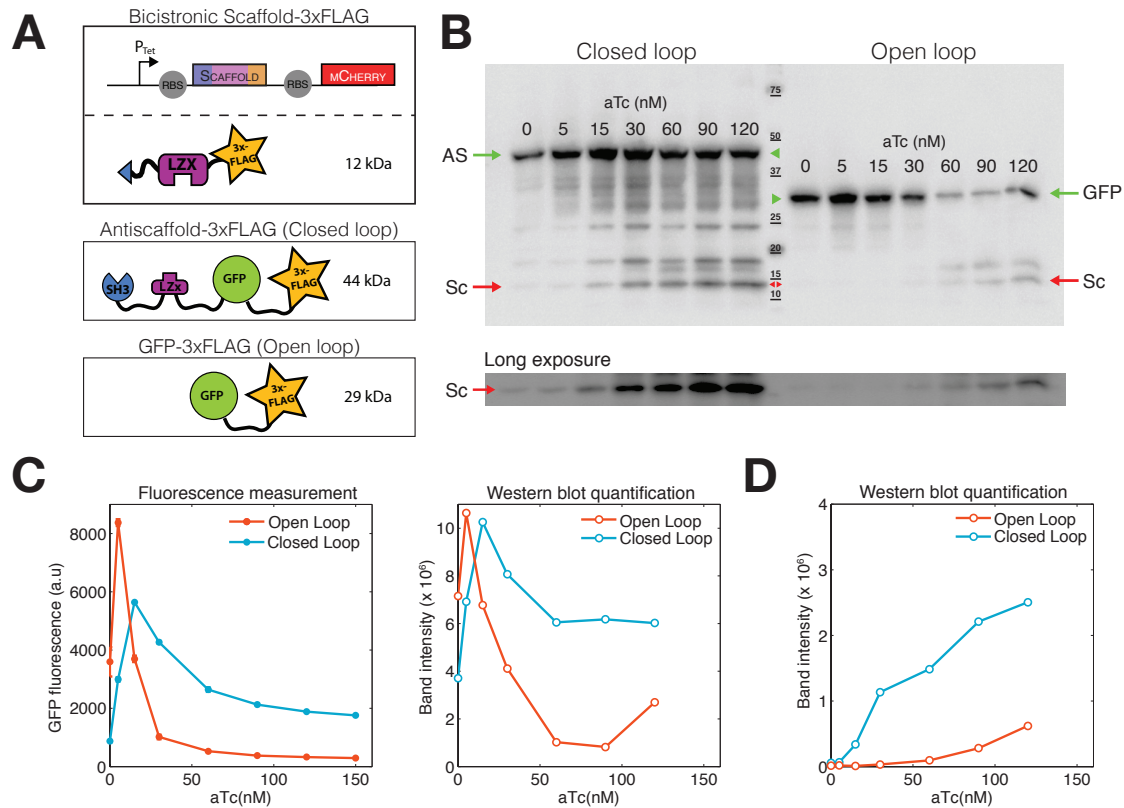 A
Bicistronic Scaffold-3xFLAG
PTet
RBS
SCAFFOLD
RBS
MCHERRY
LZX
3x-
FLAG
12 kDa
Antiscaffold-3xFLAG (Closed loop)
SH3
LZx
GFP
3x-
FLAG
44 kDa
GFP-3xFLAG (Open loop)
GFP
3x-
FLAG
29 kDa
B
Closed loop
Open loop
aTc (nM)
0 5 15 30 60 90 120
AS
Sc
75
50
37
25
20
15
10
aTc (nM)
0 5 15 30 60 90 120
GFP
Sc
Long exposure
Sc
C
Fluorescence measurement
Open Loop
Closed Loop
GFP fluorescence (a.u)
8000
6000
4000
2000
0
0 50 100 150
Western blot quantification
Open Loop
Closed Loop
Band intensity (x 10⁶)
10
8
6
4
2
0
0 50 100 150
aTc(nM)
D
Western blot quantification
Open Loop
Closed Loop
Band intensity (x 10⁶)
4
3
2
1
0
0 50 100 150
aTc(nM)
aTc(nM)